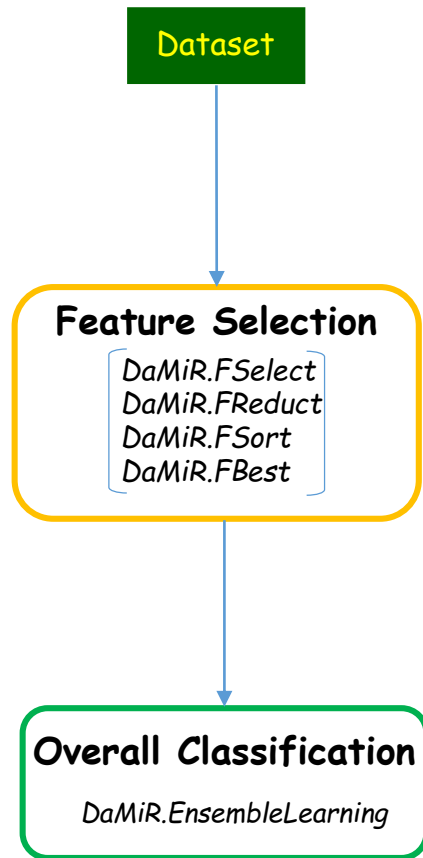 Dataset
Feature Selection
DaMiR.FSelect
DaMiR.FReduct
DaMiR.FSort
DaMiR.FBest
Overall Classification
DaMiR.EnsembleLearning